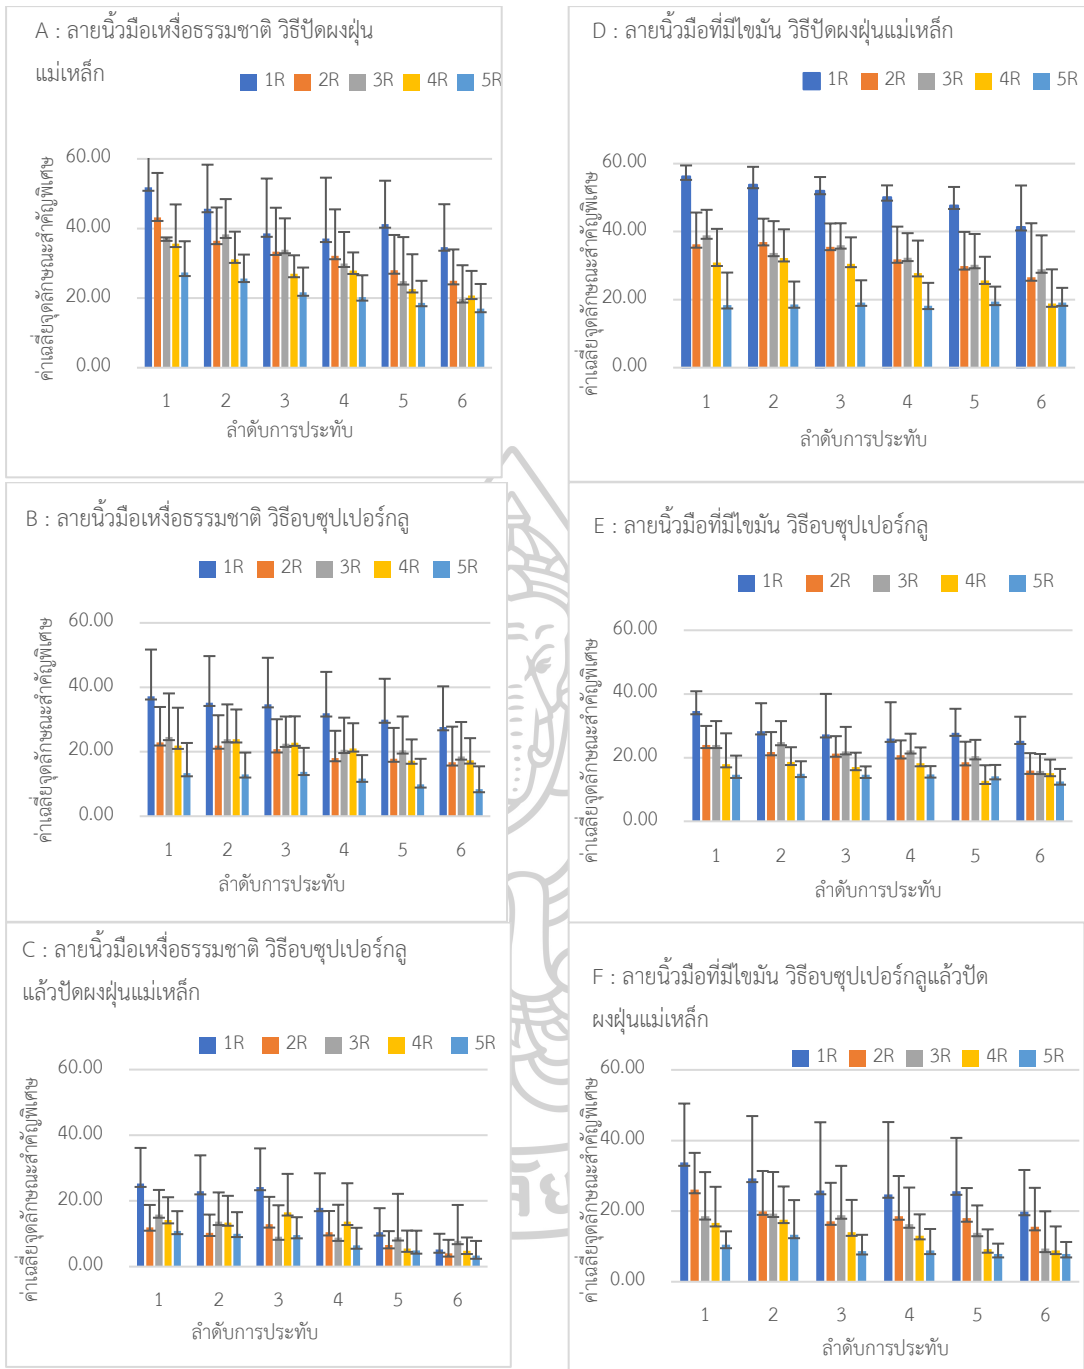 A : ลายนิ้วมือเหงื่อธรรมชาติ วิธีปัดผงฝุ่น
แม่เหล็ก
1R 2R 3R 4R 5R
ค่าเฉลี่ยจุดลักษณะสำคัญพิเศษ
60.00
40.00
20.00
0.00
1 2 3 4 5 6
ลำดับการประทับ
D : ลายนิ้วมือที่มีไขมัน วิธีปัดผงฝุ่นแม่เหล็ก
1R 2R 3R 4R 5R
ค่าเฉลี่ยจุดลักษณะสำคัญพิเศษ
60.00
40.00
20.00
0.00
1 2 3 4 5 6
ลำดับการประทับ
B : ลายนิ้วมือเหงื่อธรรมชาติ วิธีอบซุปเปอร์กลู
1R 2R 3R 4R 5R
ค่าเฉลี่ยจุดลักษณะสำคัญพิเศษ
60.00
40.00
20.00
0.00
1 2 3 4 5 6
ลำดับการประทับ
E : ลายนิ้วมือที่มีไขมัน วิธีอบซุปเปอร์กลู
1R 2R 3R 4R 5R
ค่าเฉลี่ยจุดลักษณะสำคัญพิเศษ
60.00
40.00
20.00
0.00
1 2 3 4 5 6
ลำดับการประทับ
C : ลายนิ้วมือเหงื่อธรรมชาติ วิธีอบซุปเปอร์กลู
แล้วปัดผงฝุ่นแม่เหล็ก
1R 2R 3R 4R 5R
ค่าเฉลี่ยจุดลักษณะสำคัญพิเศษ
60.00
40.00
20.00
0.00
1 2 3 4 5 6
ลำดับการประทับ
F : ลายนิ้วมือที่มีไขมัน วิธีอบซุปเปอร์กลูแล้วปัด
ผงฝุ่นแม่เหล็ก
1R 2R 3R 4R 5R
ค่าเฉลี่ยจุดลักษณะสำคัญพิเศษ
60.00
40.00
20.00
0.00
1 2 3 4 5 6
ลำดับการประทับ